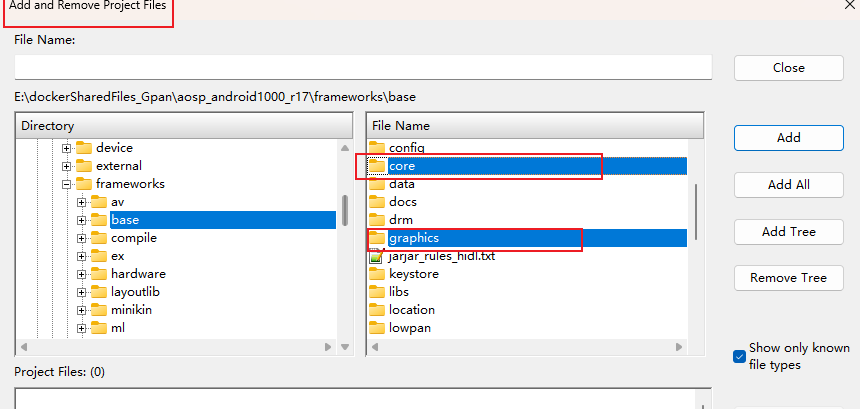 Add and Remove Project Files
File Name:
Close
E:\dockerSharedFiles_Gpan\aosp_android1000_r17\frameworks\base
Directory
File Name
device
external
frameworks
av
base
compile
ex
hardware
layoutlib
minikin
ml
config
core
data
docs
drm
graphics
jarjar_rules_hidl.txt
keystore
libs
location
lowpan
Add
Add All
Add Tree
Remove Tree
Show only known
file types
Project Files: (0)